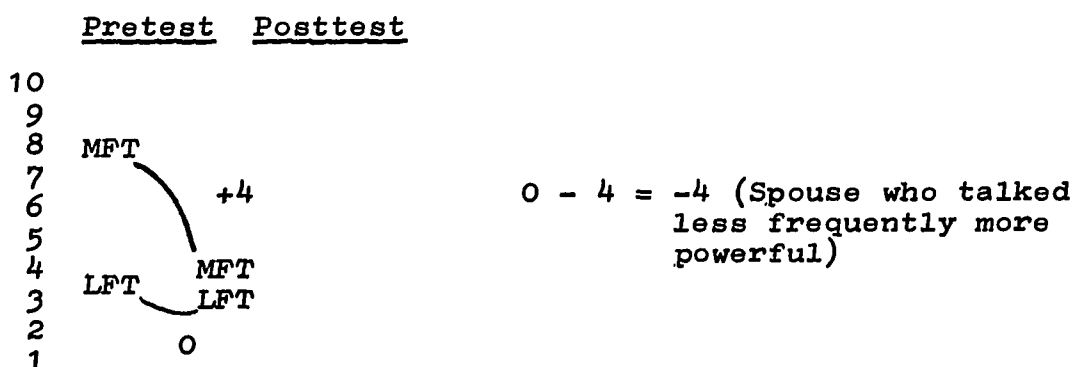 Pretest Posttest
10
9
8 MFT
7
6 +4 0 - 4 = -4 (Spouse who talked
5 less frequently more
4 MFT powerful)
3 LFT LFT
2
1 0